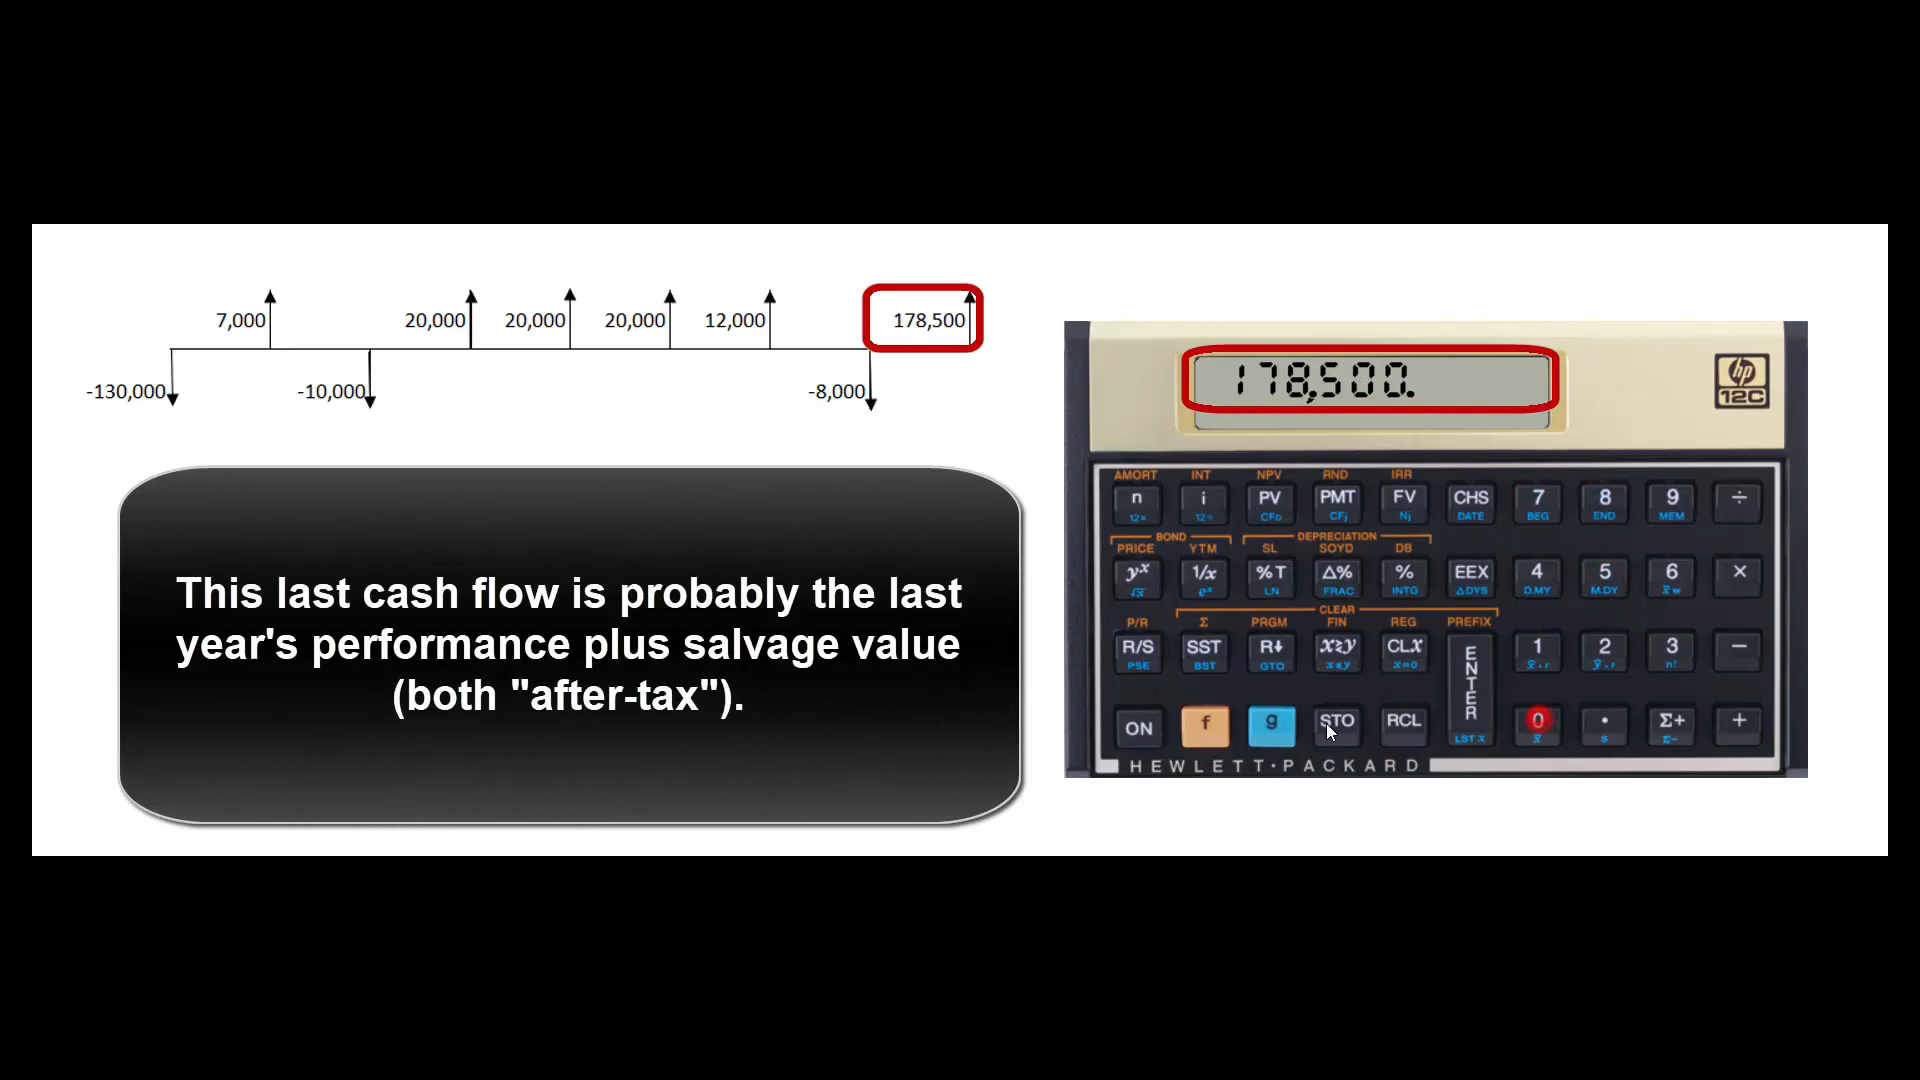 7,000
20,000
20,000
20,000
12,000
178,500
-130,000
-10,000
-8,000
This last cash flow is probably the last
year's performance plus salvage value
(both "after-tax").
178,500.
hp
12C
AMORT INT NPV RND IRR
n i PV PMT FV CHS 7 8 9 ÷
12× 12÷ CFo CFj Nj DATE BEG END MEM
BOND DEPRECIATION
PRICE YTM SL SOYD DB
yˣ 1/x %T Δ% % EEX 4 5 6 ×
√x eˣ LN FRAC INTG ΔDYS D.MY M.DY x̄w
CLEAR
P/R Σ PRGM FIN REG PREFIX
R/S SST R↓ x≷y CLx ENTER 1 2 3 −
PSE BST GTO x≤y x=0 x̂,r ŷ,r n!
ON f g STO RCL 0 • Σ+ +
LST X x̄ s Σ−
HEWLETT·PACKARD